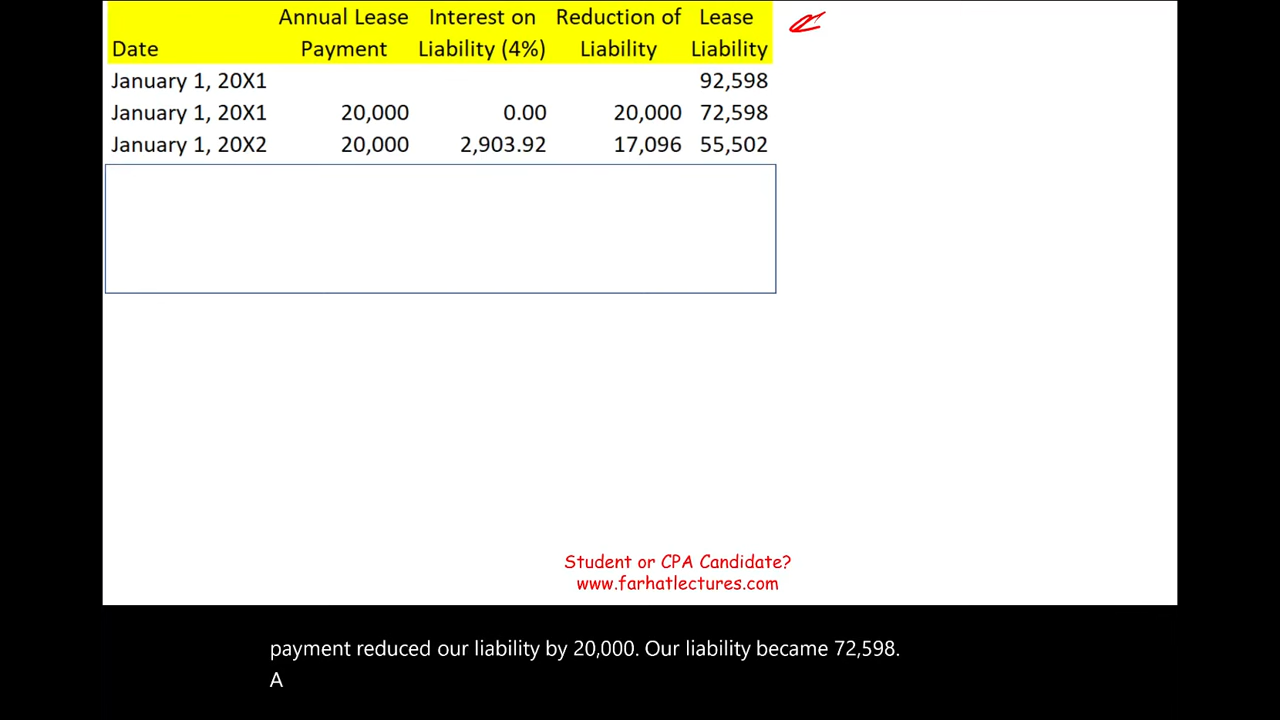 Annual Lease Interest on Reduction of Lease
Date Payment Liability (4%) Liability Liability
January 1, 20X1 92,598
January 1, 20X1 20,000 0.00 20,000 72,598
January 1, 20X2 20,000 2,903.92 17,096 55,502
Student or CPA Candidate?
www.farhatlectures.com
payment reduced our liability by 20,000. Our liability became 72,598.
A